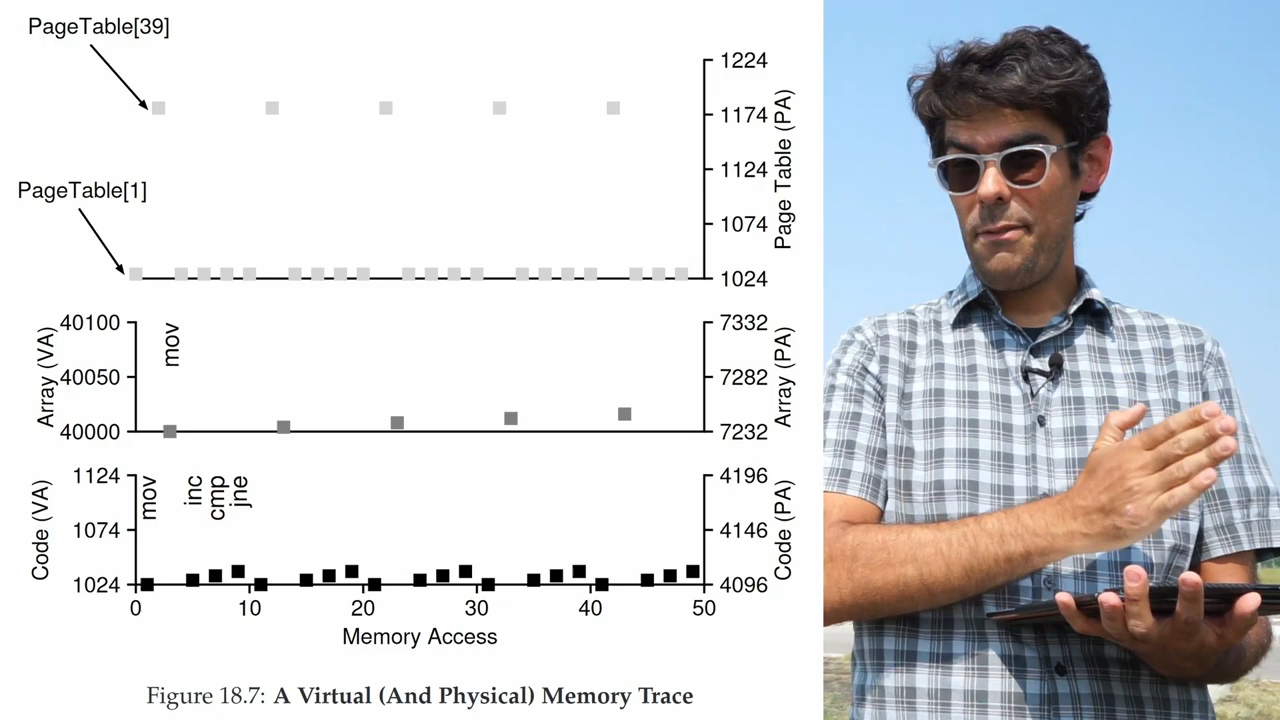 PageTable[39]
PageTable[1]
1224
1174
1124
1074
1024
Page Table (PA)
40100
40050
40000
Array (VA)
mov
7332
7282
7232
Array (PA)
1124
1074
1024
Code (VA)
mov
inc
cmp
jne
4196
4146
4096
Code (PA)
0 10 20 30 40 50
Memory Access
Figure 18.7: A Virtual (And Physical) Memory Trace